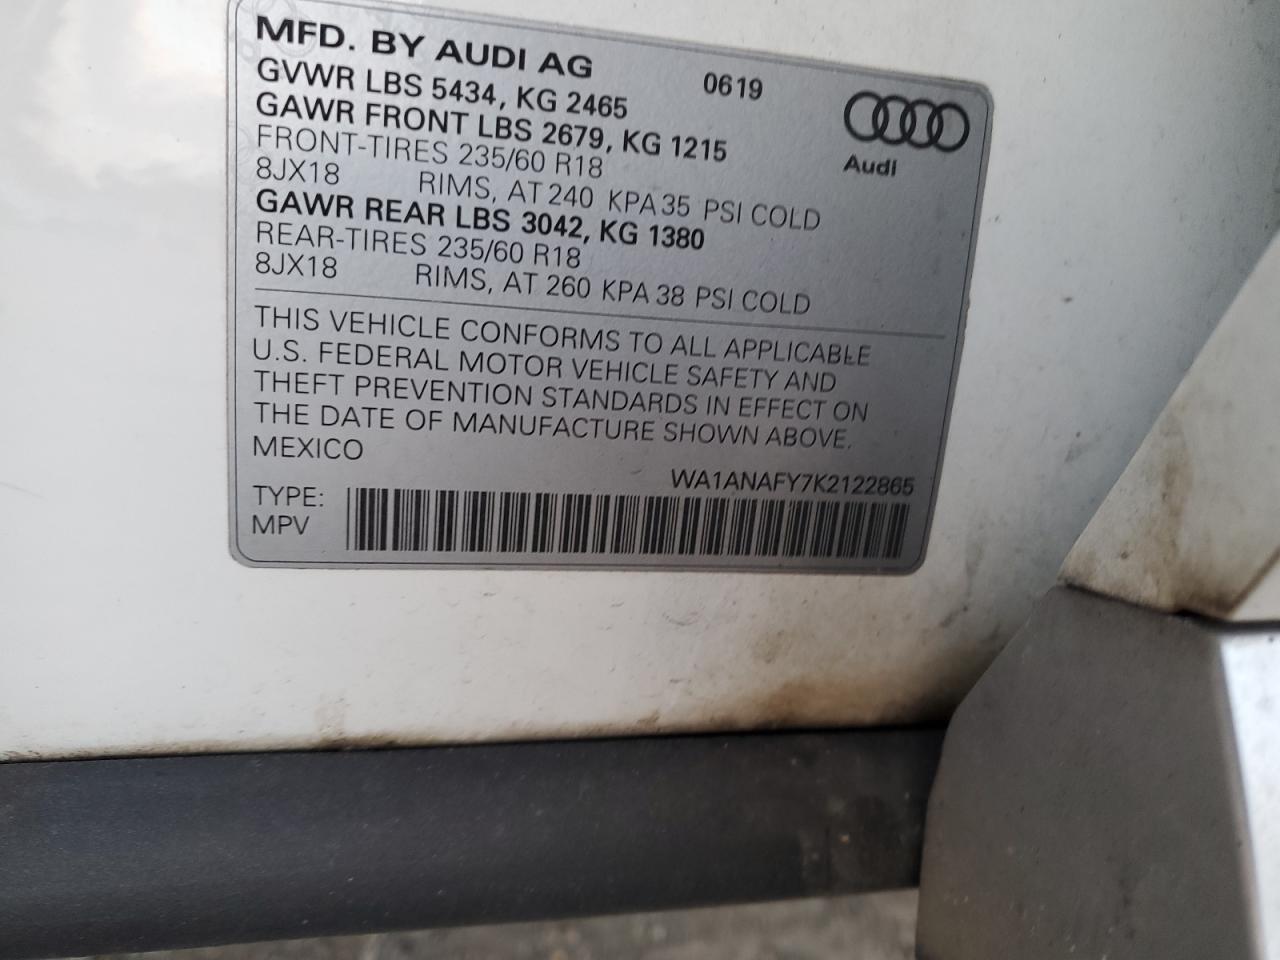 MFD. BY AUDI AG 0619
GVWR LBS 5434, KG 2465
GAWR FRONT LBS 2679, KG 1215
FRONT-TIRES 235/60 R18
8JX18 RIMS, AT 240 KPA 35 PSI COLD
Audi
GAWR REAR LBS 3042, KG 1380
REAR-TIRES 235/60 R18
8JX18 RIMS, AT 260 KPA 38 PSI COLD
THIS VEHICLE CONFORMS TO ALL APPLICABLE
U.S. FEDERAL MOTOR VEHICLE SAFETY AND
THEFT PREVENTION STANDARDS IN EFFECT ON
THE DATE OF MANUFACTURE SHOWN ABOVE.
MEXICO
WA1ANAFY7K2122865
TYPE:
MPV